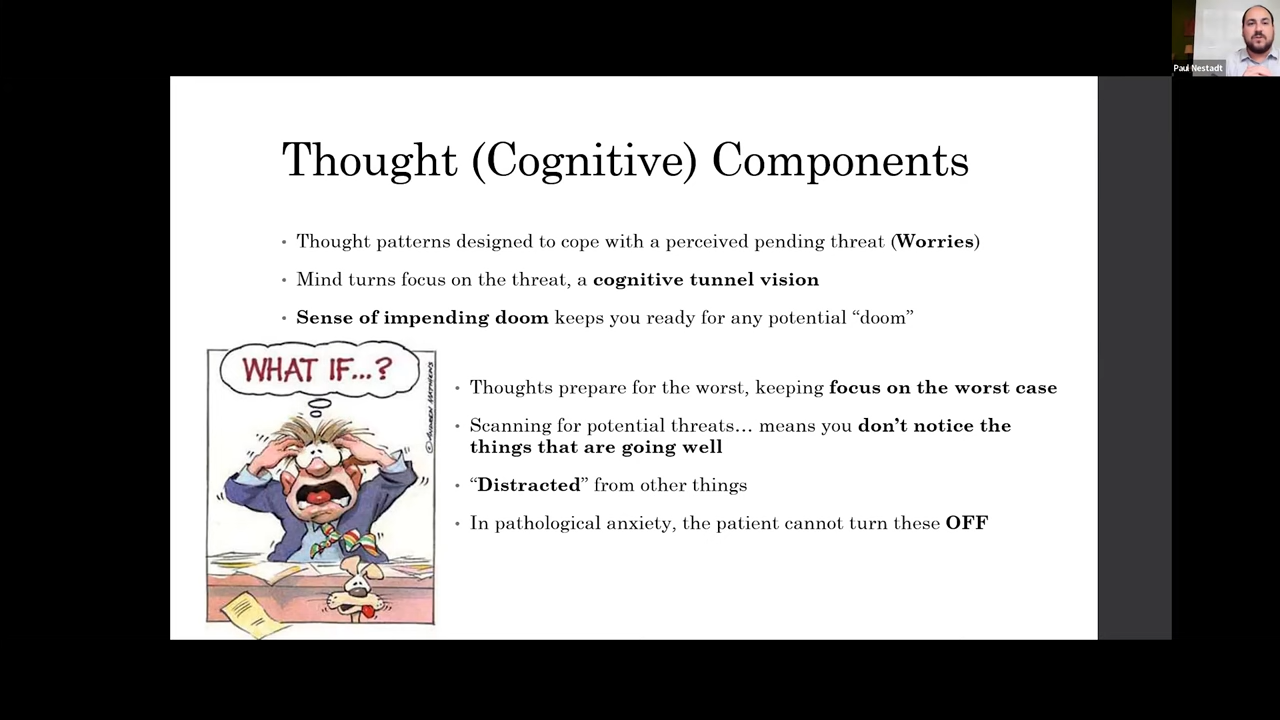 Paul Nestadt
Thought (Cognitive) Components
• Thought patterns designed to cope with a perceived pending threat (Worries)
• Mind turns focus on the threat, a cognitive tunnel vision
• Sense of impending doom keeps you ready for any potential “doom”
WHAT IF...?
©ANDREW MATTHEWS
• Thoughts prepare for the worst, keeping focus on the worst case
• Scanning for potential threats… means you don’t notice the
things that are going well
• “Distracted” from other things
• In pathological anxiety, the patient cannot turn these OFF